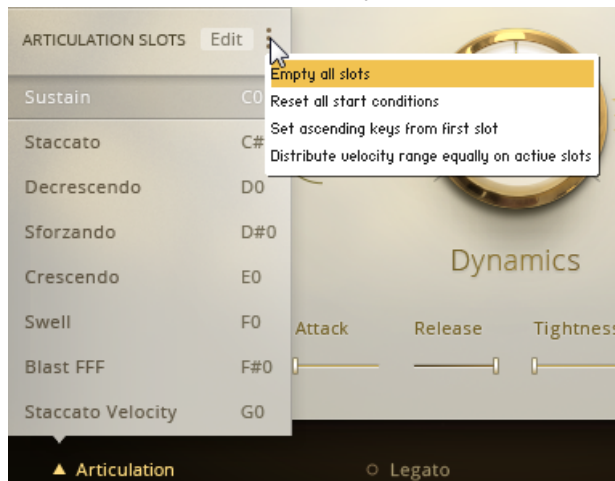 ARTICULATION SLOTS Edit
Empty all slots
Reset all start conditions
Set ascending keys from first slot
Distribute velocity range equally on active slots
Sustain C0
Staccato C#
Decrescendo D0
Sforzando D#0
Crescendo E0
Swell F0
Blast FFF F#0
Staccato Velocity G0
Dynamics
Attack Release Tightness
Articulation Legato